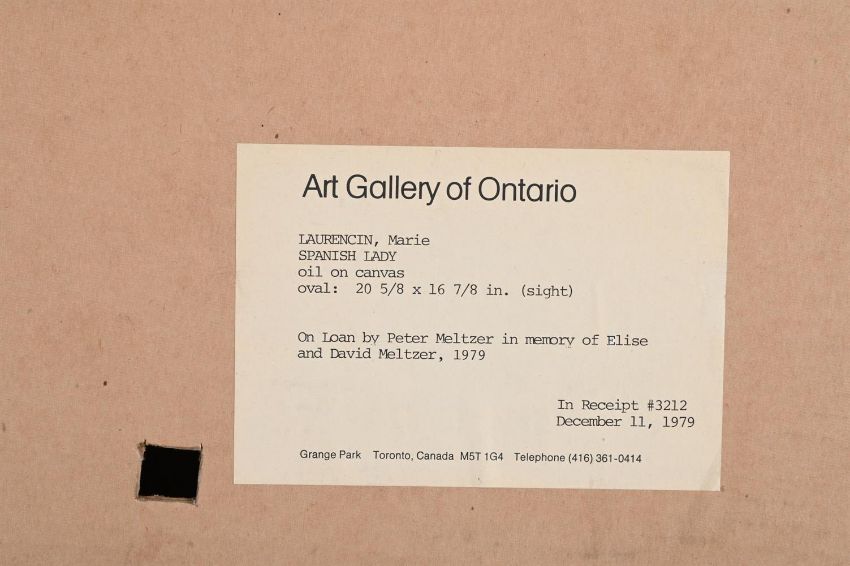 Art Gallery of Ontario
LAURENCIN, Marie
SPANISH LADY
oil on canvas
oval:  20 5/8 x 16 7/8 in. (sight)
On Loan by Peter Meltzer in memory of Elise
and David Meltzer, 1979
In Receipt #3212
December 11, 1979
Grange Park  Toronto, Canada  M5T 1G4  Telephone (416) 361-0414